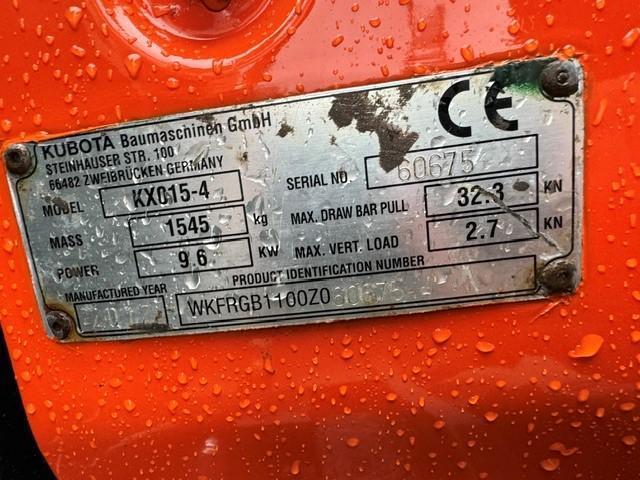 KUBOTA Baumaschinen GmbH
STEINHAUSER STR. 100
66482 ZWEIBRÜCKEN GERMANY
CE
MODEL KX015-4
SERIAL NO 60675
MASS 1545 kg
MAX. DRAW BAR PULL 32.3 KN
POWER 9.6 KW
MAX. VERT. LOAD 2.7 KN
PRODUCT IDENTIFICATION NUMBER
MANUFACTURED YEAR
WKFRGB1100Z060675